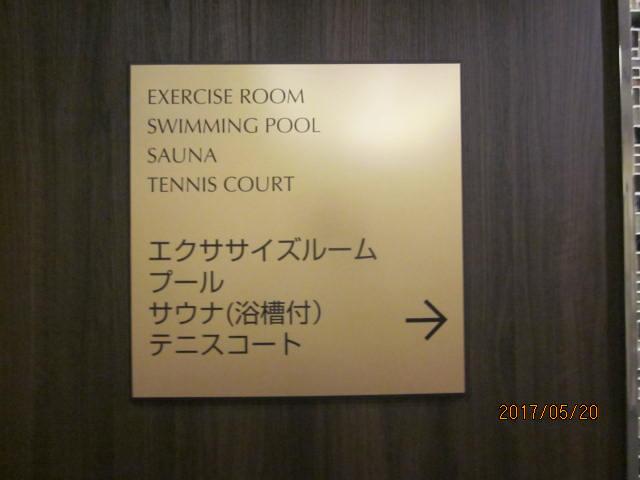 EXERCISE ROOM
SWIMMING POOL
SAUNA
TENNIS COURT
エクササイズルーム
プール
サウナ(浴槽付)
テニスコート
2017/05/20